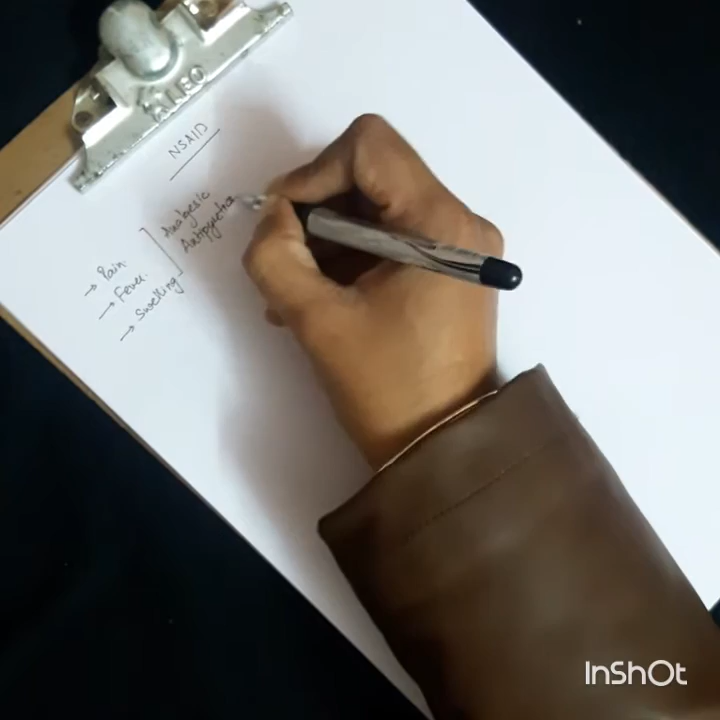 NSAID
Analgesic
Antipyretic
→ Pain.
→ Fever.
→ Swelling
InShOt